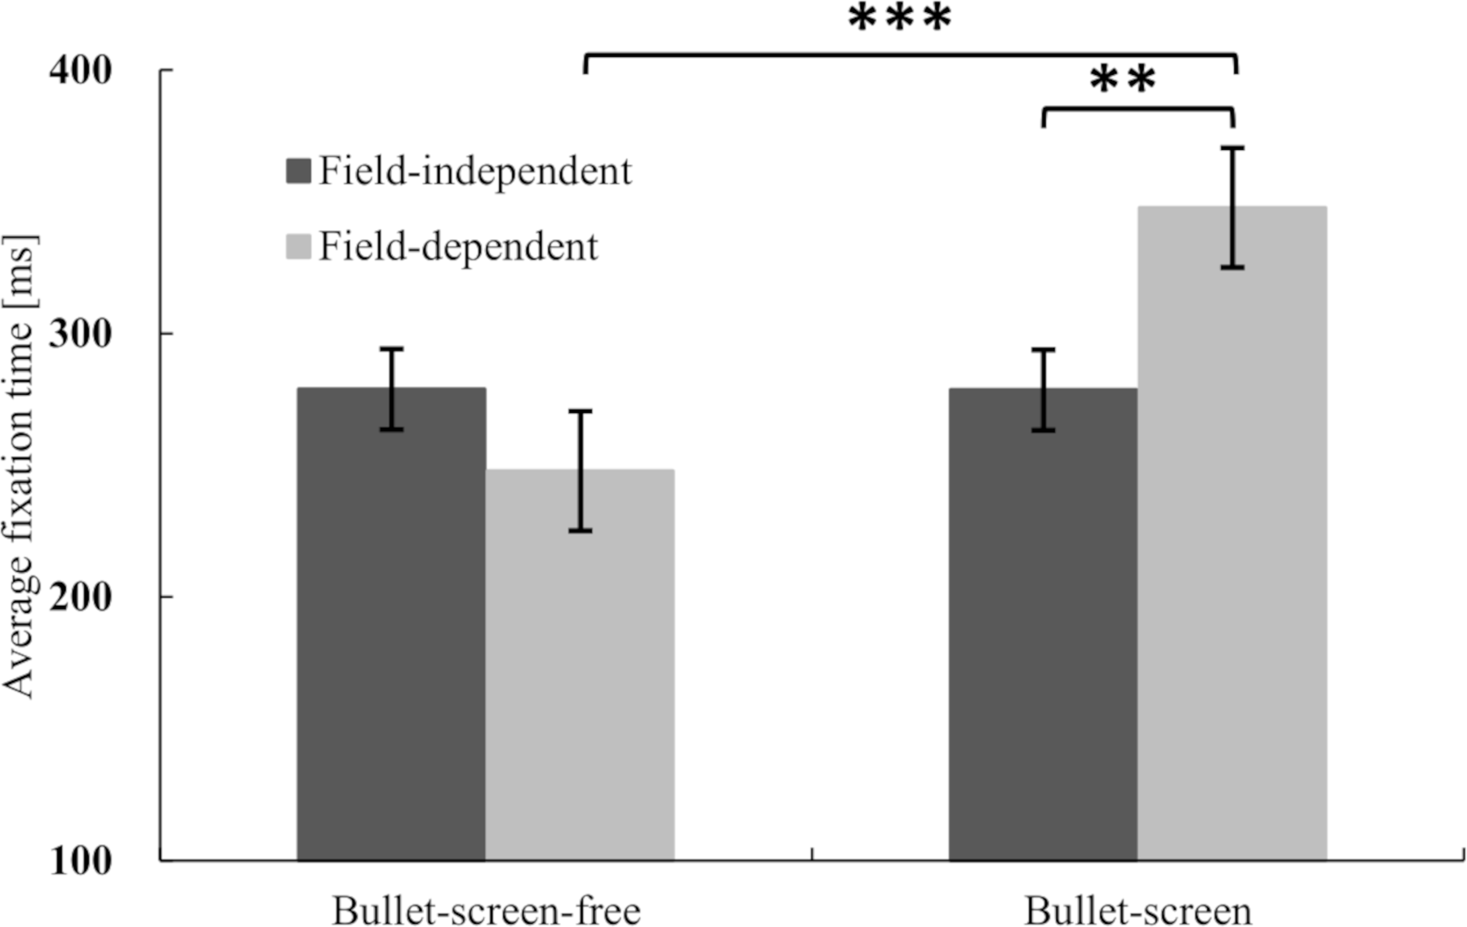 ***
**
400
300
200
100
Average fixation time [ms]
Field-independent
Field-dependent
Bullet-screen-free
Bullet-screen